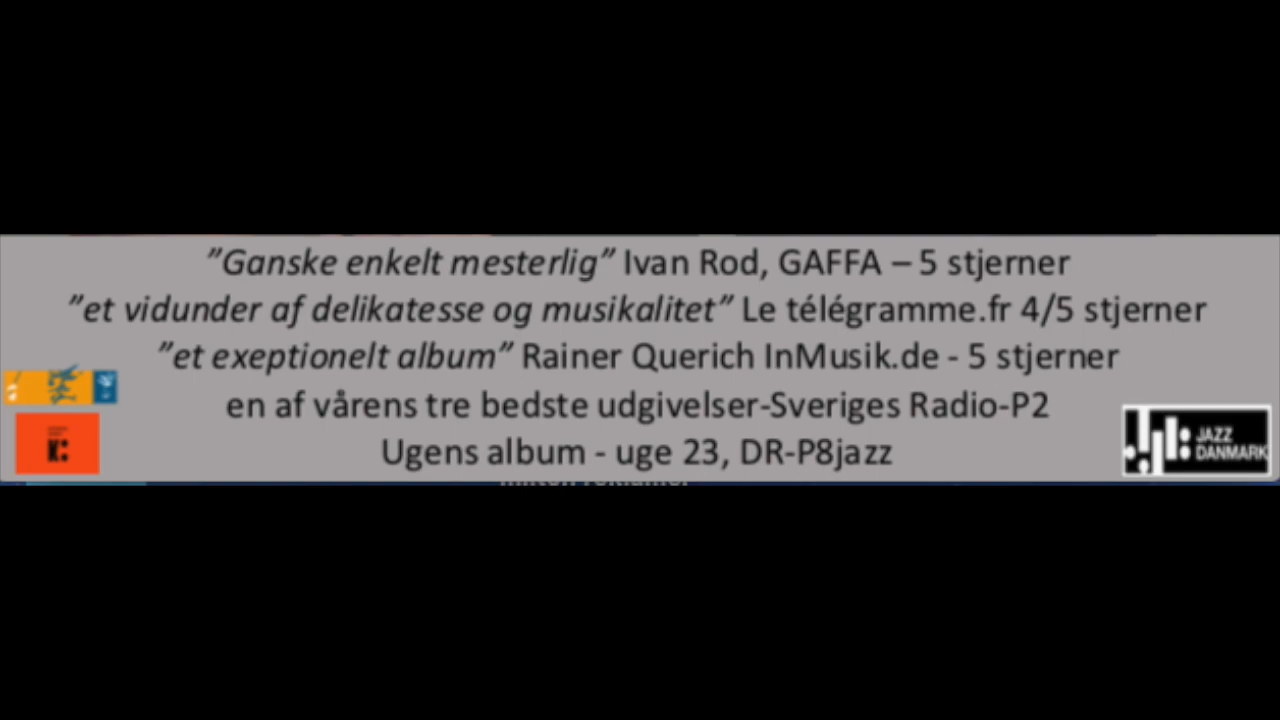 ”Ganske enkelt mesterlig” Ivan Rod, GAFFA – 5 stjerner
”et vidunder af delikatesse og musikalitet” Le télégramme.fr 4/5 stjerner
”et exeptionelt album” Rainer Querich InMusik.de - 5 stjerner
en af vårens tre bedste udgivelser-Sveriges Radio-P2
Ugens album - uge 23, DR-P8jazz
K:
JAZZ
DANMARK